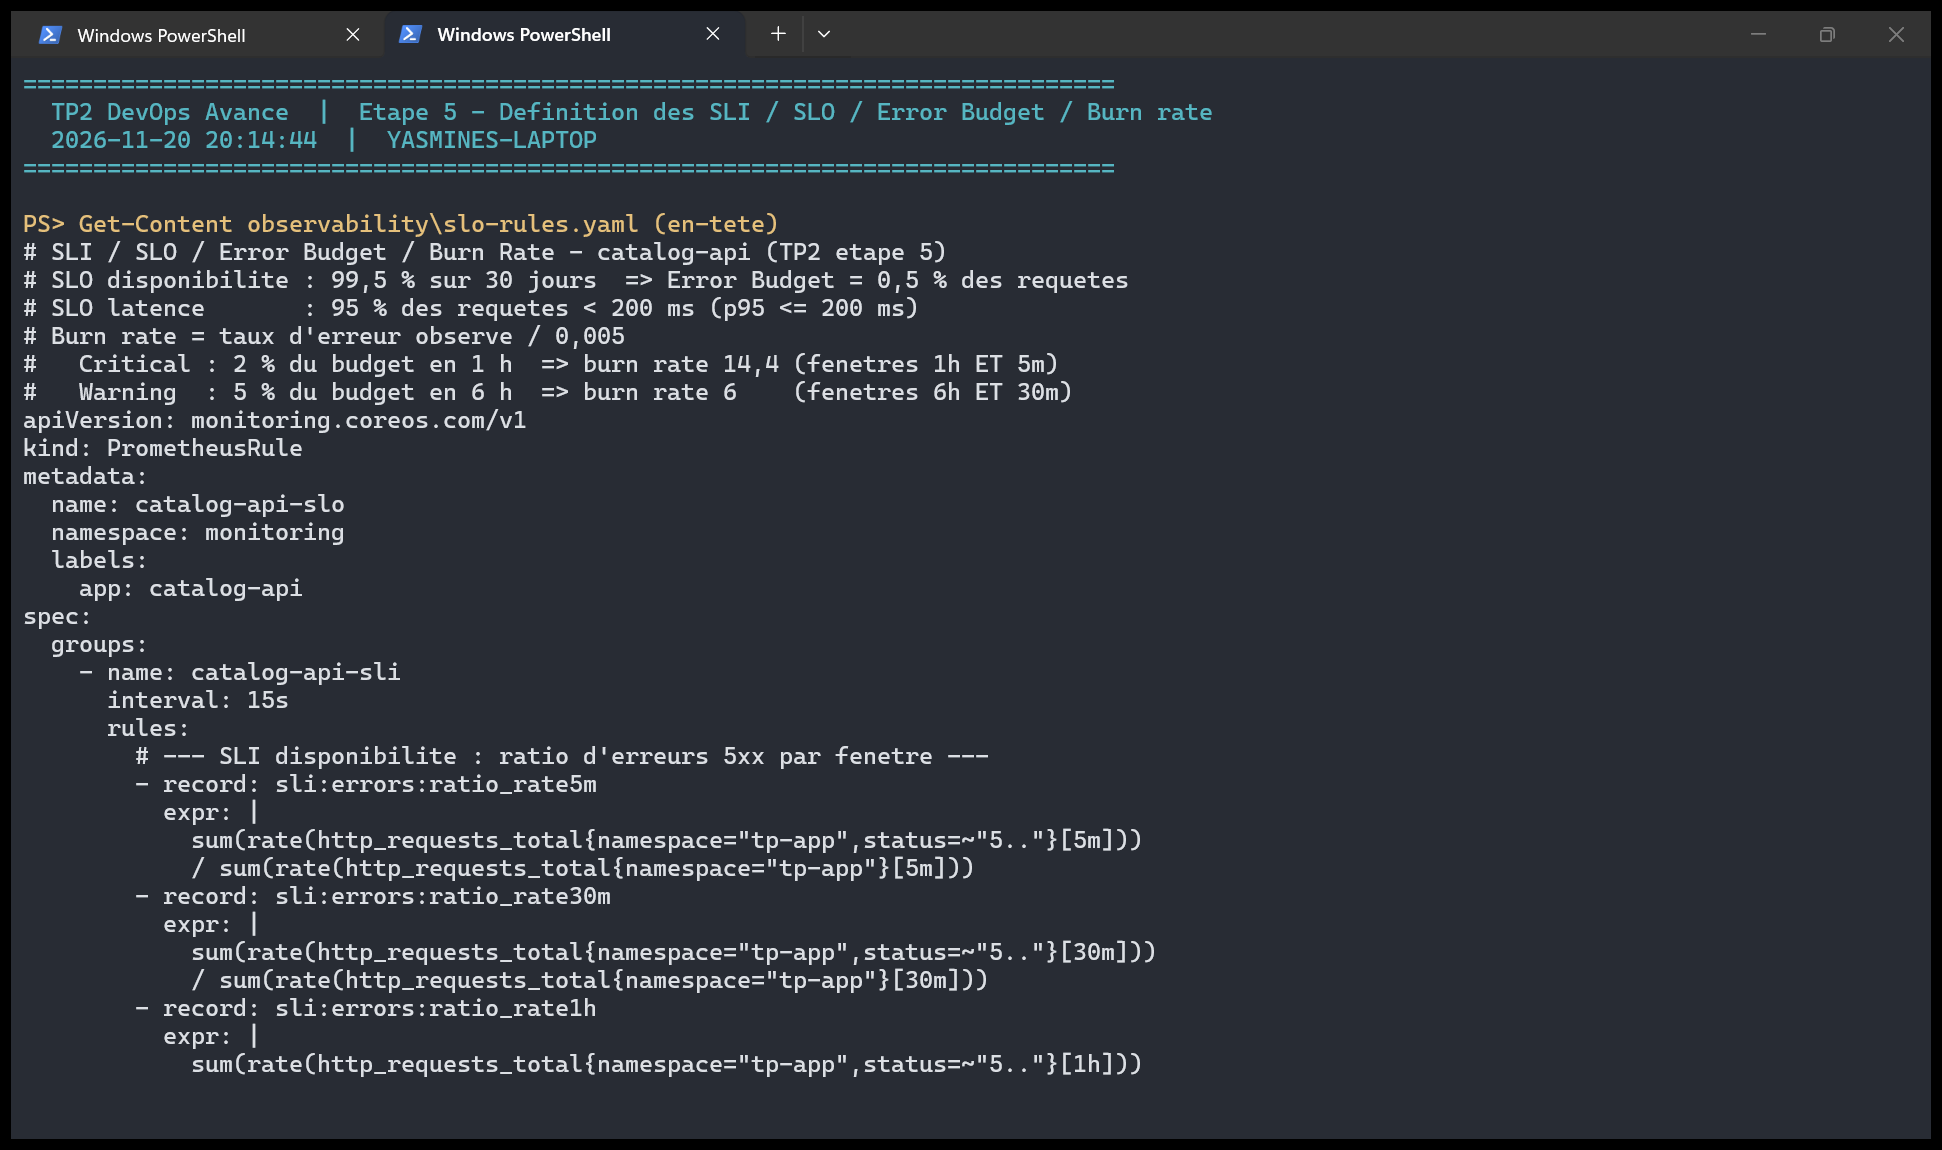 Windows PowerShell
Windows PowerShell
==============================================================================
  TP2 DevOps Avance  |  Etape 5 - Definition des SLI / SLO / Error Budget / Burn rate
  2026-11-20 20:14:44  |  YASMINES-LAPTOP
==============================================================================
PS> Get-Content observability\slo-rules.yaml (en-tete)
# SLI / SLO / Error Budget / Burn Rate - catalog-api (TP2 etape 5)
# SLO disponibilite : 99,5 % sur 30 jours  => Error Budget = 0,5 % des requetes
# SLO latence       : 95 % des requetes < 200 ms (p95 <= 200 ms)
# Burn rate = taux d'erreur observe / 0,005
#   Critical : 2 % du budget en 1 h  => burn rate 14,4 (fenetres 1h ET 5m)
#   Warning  : 5 % du budget en 6 h  => burn rate 6    (fenetres 6h ET 30m)
apiVersion: monitoring.coreos.com/v1
kind: PrometheusRule
metadata:
  name: catalog-api-slo
  namespace: monitoring
  labels:
    app: catalog-api
spec:
  groups:
    - name: catalog-api-sli
      interval: 15s
      rules:
        # --- SLI disponibilite : ratio d'erreurs 5xx par fenetre ---
        - record: sli:errors:ratio_rate5m
          expr: |
            sum(rate(http_requests_total{namespace="tp-app",status=~"5.."}[5m]))
            / sum(rate(http_requests_total{namespace="tp-app"}[5m]))
        - record: sli:errors:ratio_rate30m
          expr: |
            sum(rate(http_requests_total{namespace="tp-app",status=~"5.."}[30m]))
            / sum(rate(http_requests_total{namespace="tp-app"}[30m]))
        - record: sli:errors:ratio_rate1h
          expr: |
            sum(rate(http_requests_total{namespace="tp-app",status=~"5.."}[1h]))